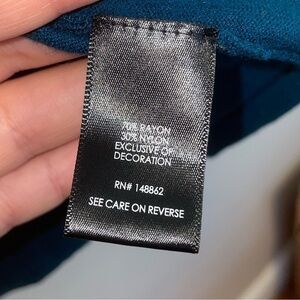 70% RAYON
30% NYLON
EXCLUSIVE OF
DECORATION
RN# 148862
SEE CARE ON REVERSE